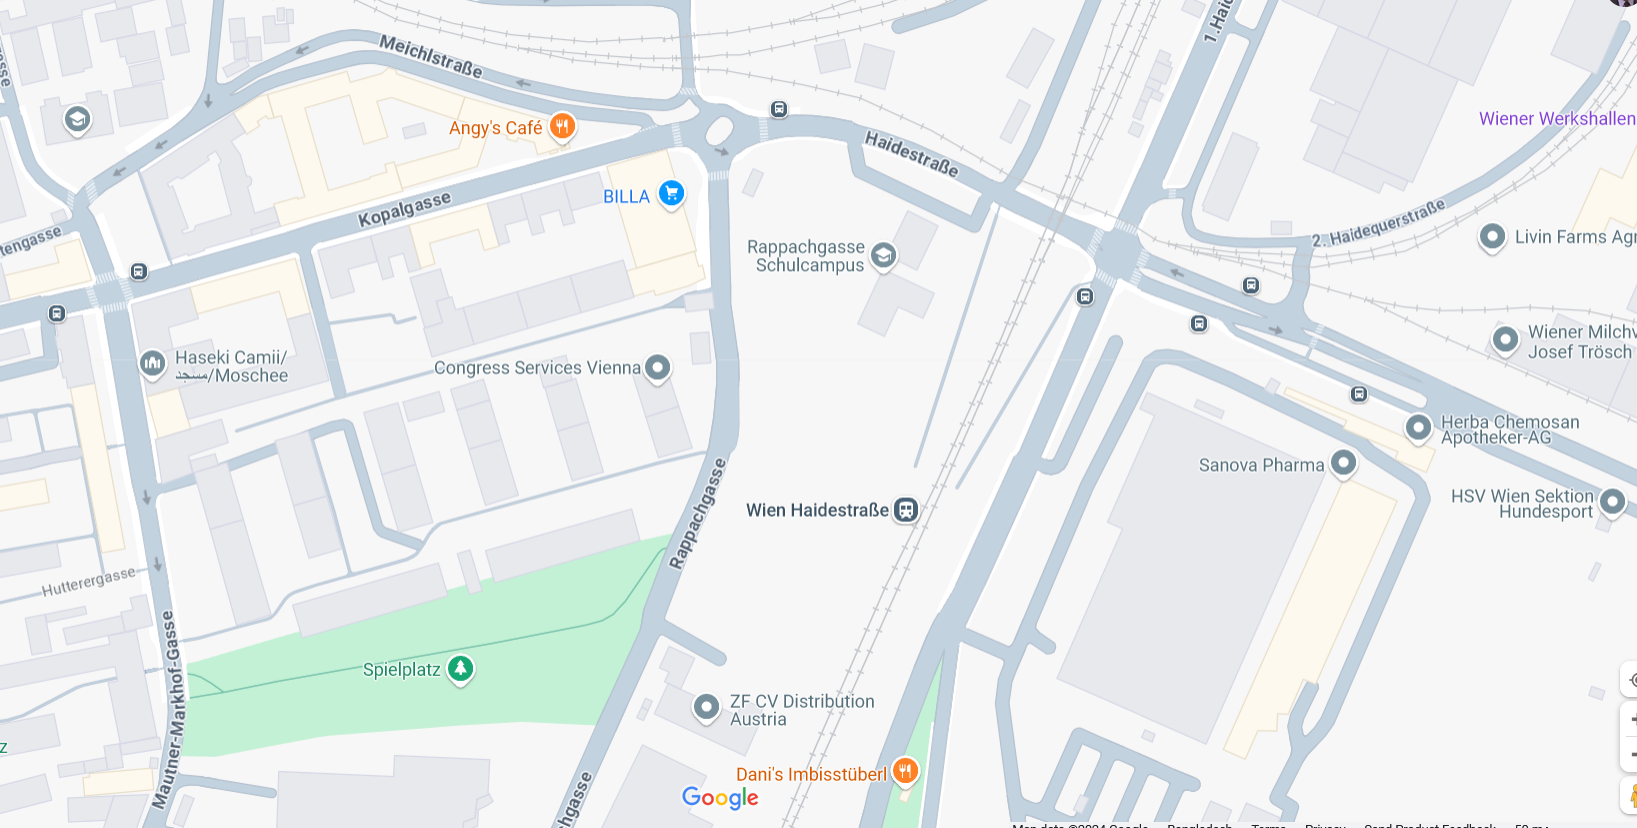 Meichlstraße
1.Haid
Angy's Café
Haidestraße
Wiener Werkshallen
BILLA
Kopalgasse
2. Haidequerstraße
tengasse
Rappachgasse
Schulcampus
Livin Farms Agr
Haseki Camii/
مسجد/Moschee
Congress Services Vienna
Wiener Milchv
Josef Trösch
Herba Chemosan
Apotheker-AG
Sanova Pharma
HSV Wien Sektion
Hundesport
Rappachgasse
Wien Haidestraße
Hutterergasse
Mautner-Markhof-Gasse
Spielplatz
ZF CV Distribution
Austria
z
Dani's Imbisstüberl
Google
chgasse